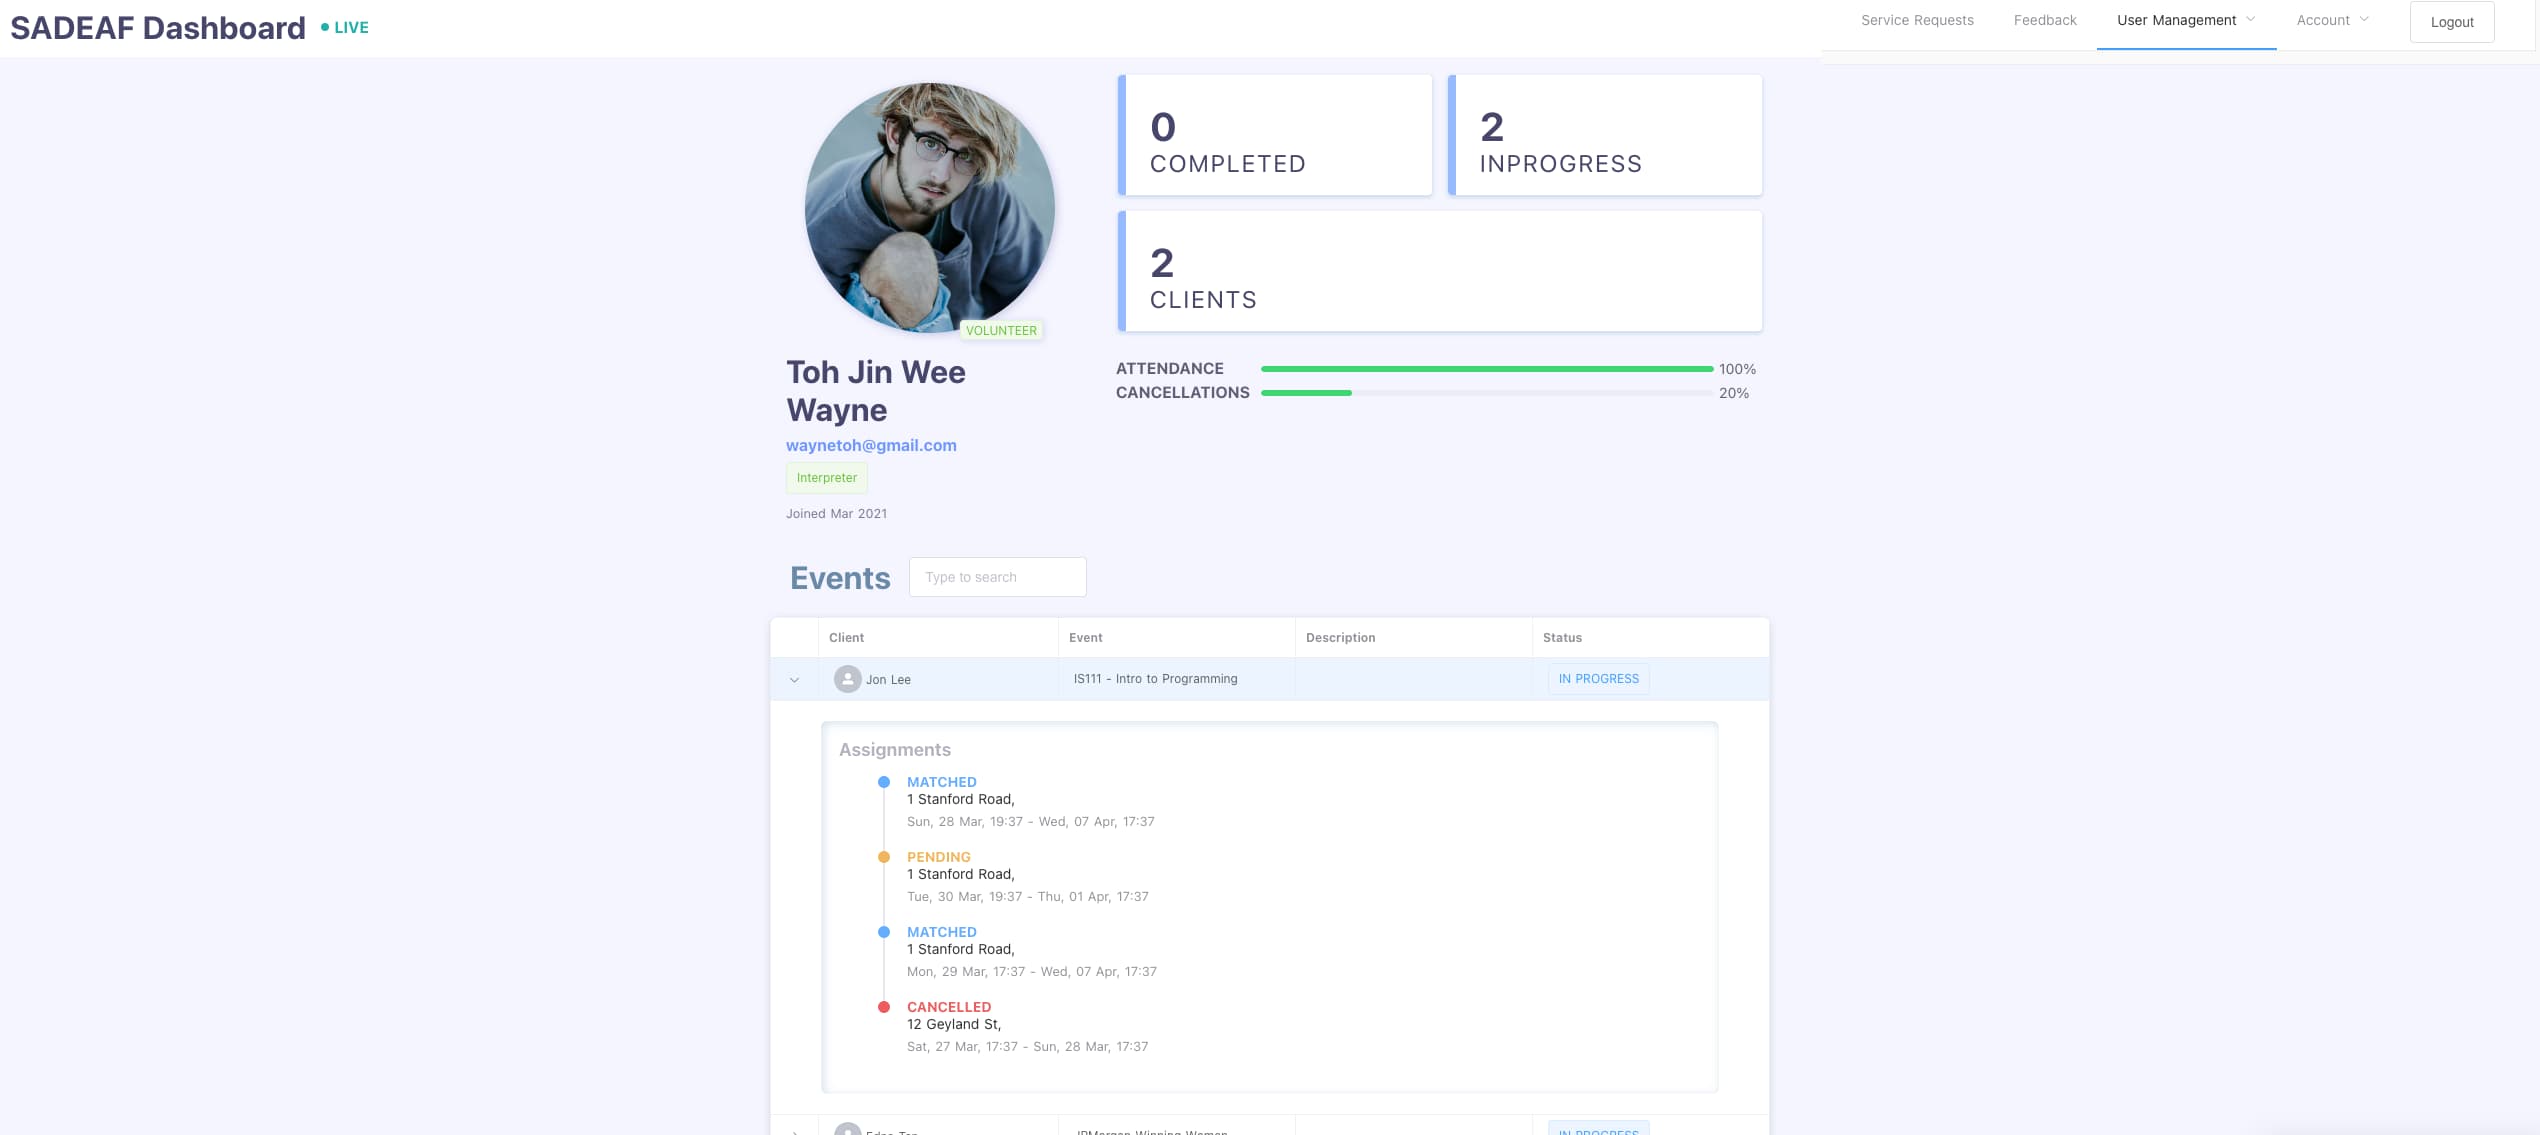 SADEAF Dashboard
LIVE
Service Requests
Feedback
User Management
Account
Logout
0
COMPLETED
2
INPROGRESS
2
CLIENTS
VOLUNTEER
Toh Jin Wee
Wayne
waynetoh@gmail.com
Interpreter
Joined Mar 2021
ATTENDANCE 100%
CANCELLATIONS 20%
Events
Type to search
Client Event Description Status
Jon Lee IS111 - Intro to Programming IN PROGRESS
Assignments
MATCHED
1 Stanford Road,
Sun, 28 Mar, 19:37 - Wed, 07 Apr, 17:37
PENDING
1 Stanford Road,
Tue, 30 Mar, 19:37 - Thu, 01 Apr, 17:37
MATCHED
1 Stanford Road,
Mon, 29 Mar, 17:37 - Wed, 07 Apr, 17:37
CANCELLED
12 Geyland St,
Sat, 27 Mar, 17:37 - Sun, 28 Mar, 17:37
JPMorgan Winning Women IN PROGRESS